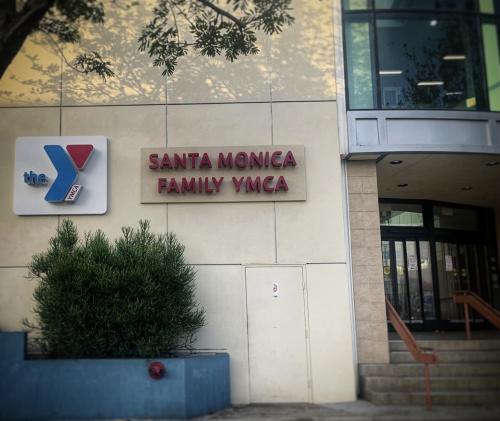 the
YMCA
SANTA MONICA
FAMILY YMCA